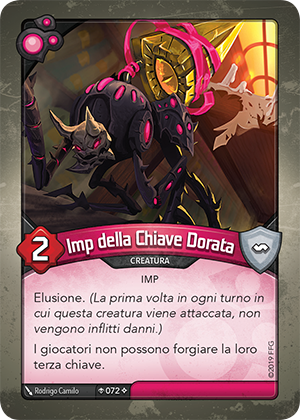 Imp della Chiave Dorata
2
CREATURA
IMP
Elusione. (La prima volta in ogni turno in
cui questa creatura viene attaccata, non
vengono inflitti danni.)
I giocatori non possono forgiare la loro
terza chiave.
©2019 FFG
Rodrigo Camilo
072